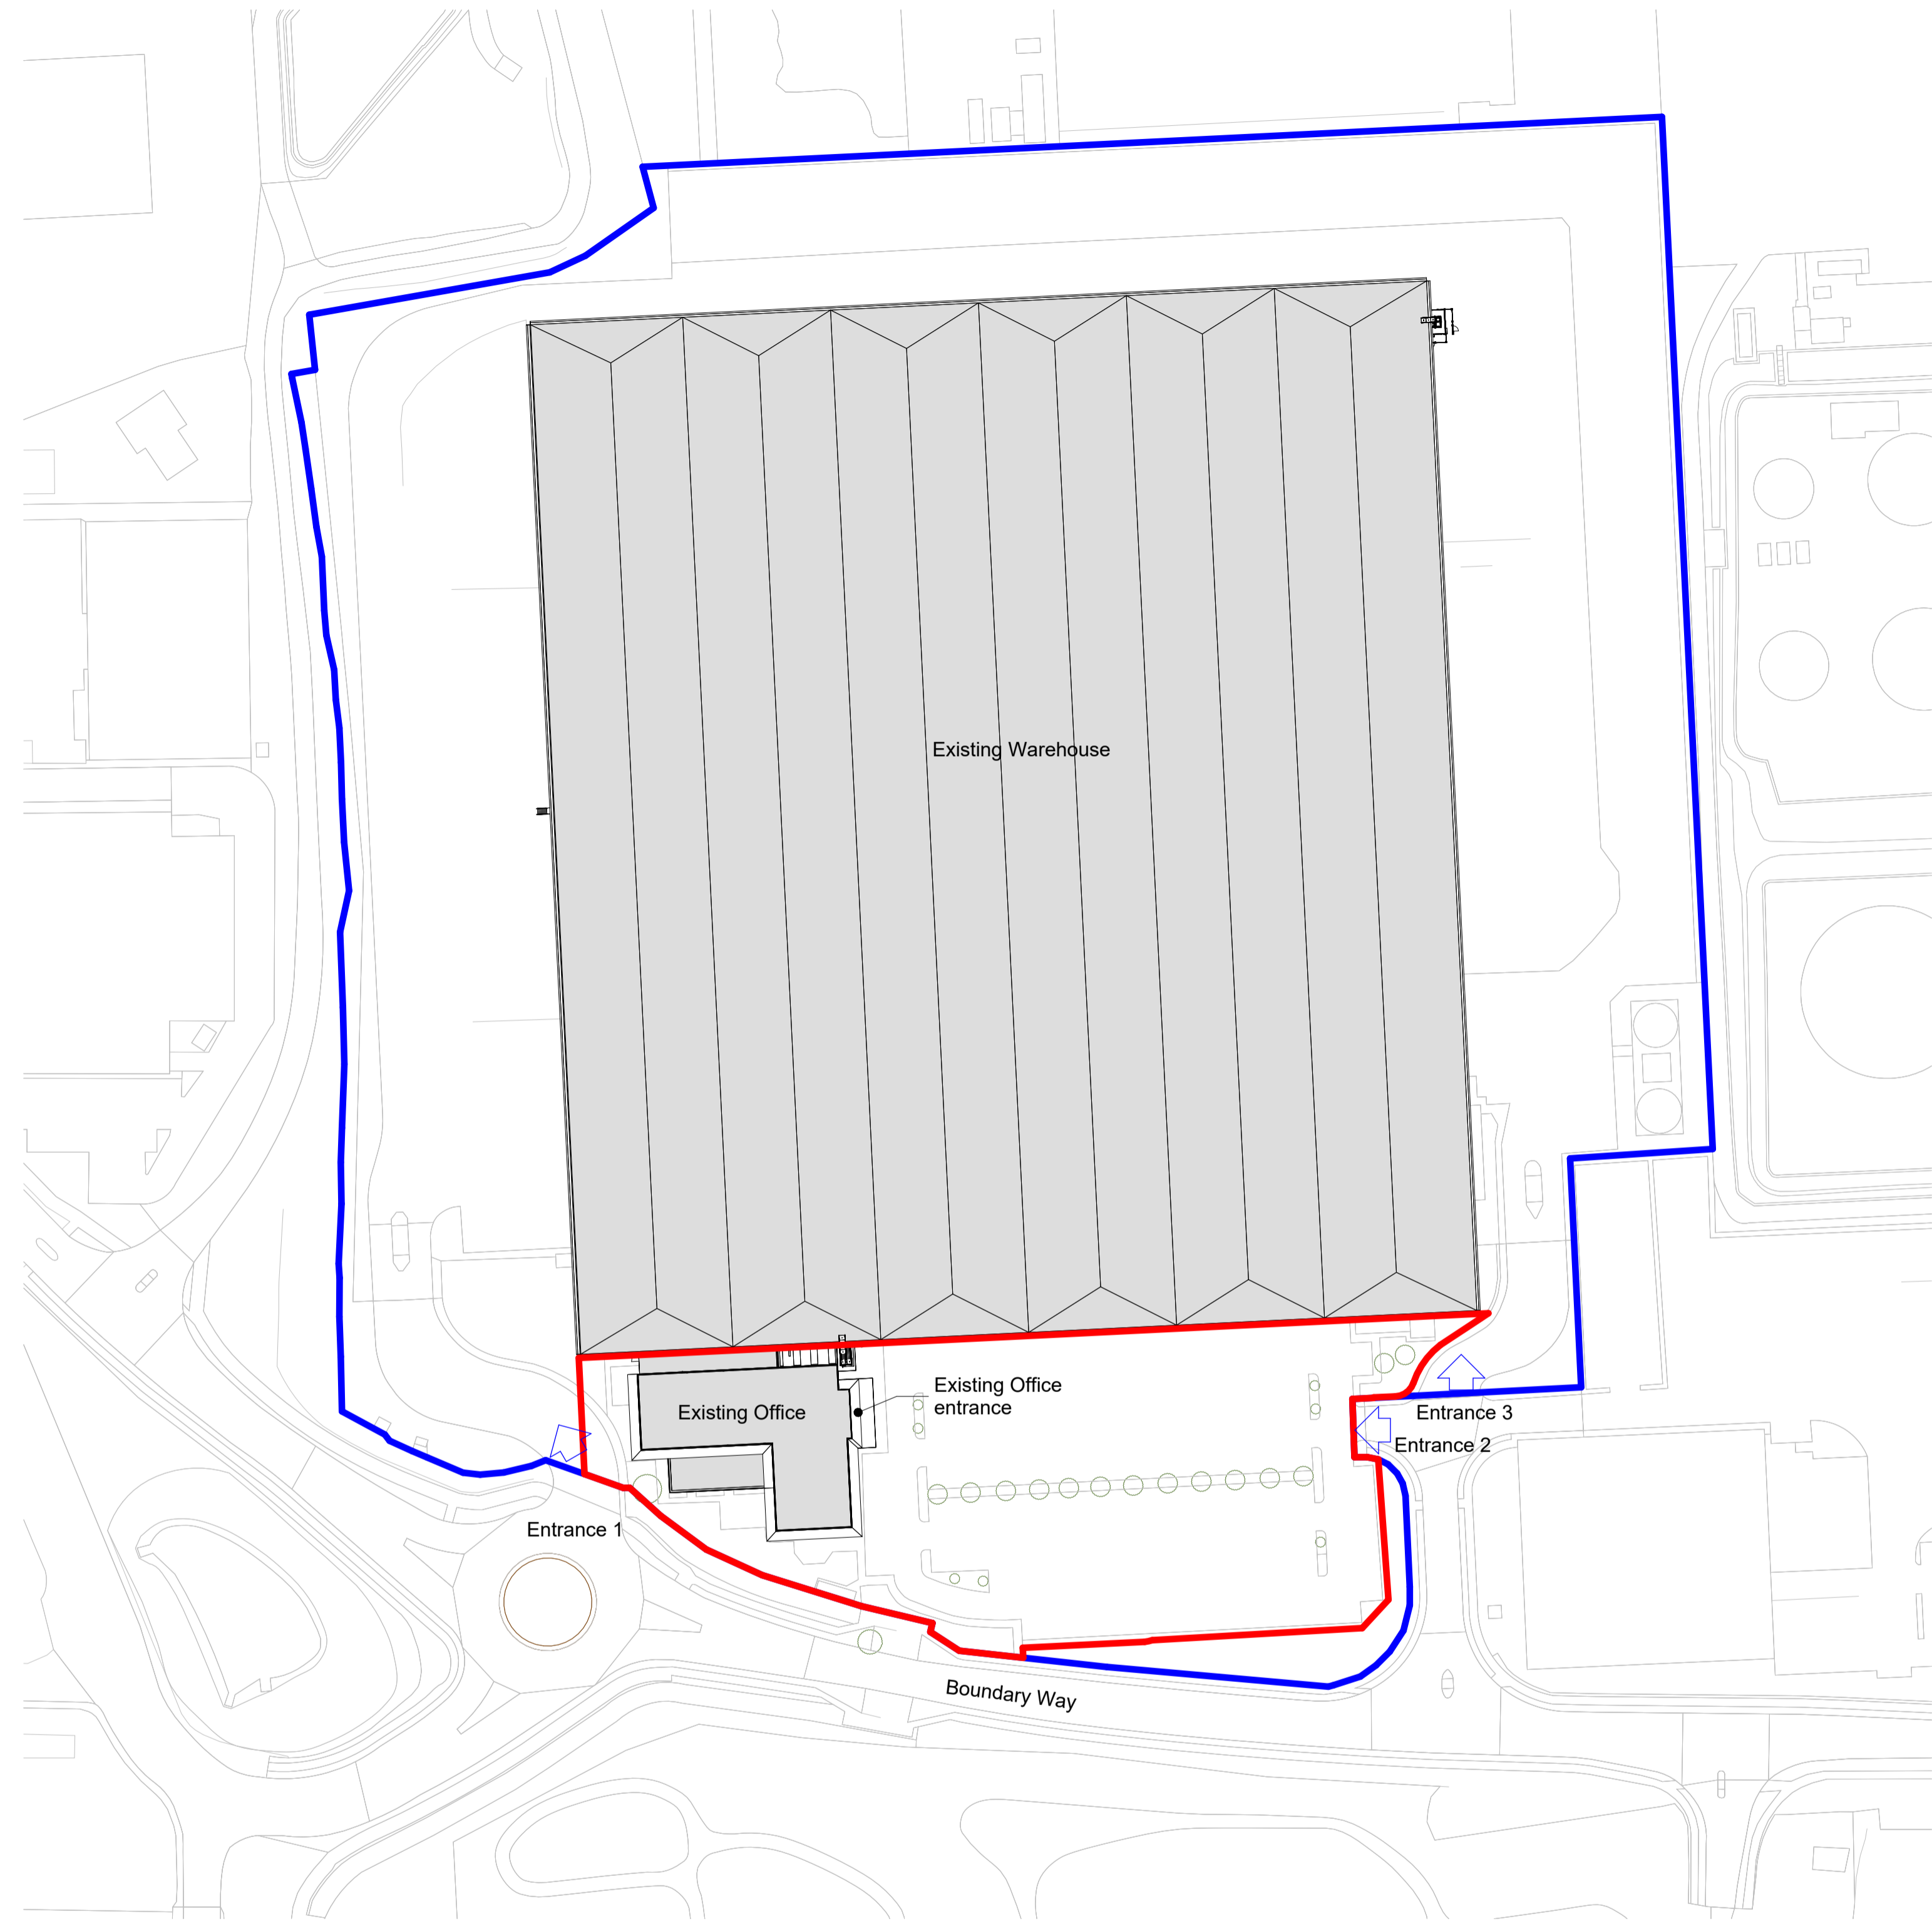 Existing Warehouse
Existing Office
entrance
Existing Office
Entrance 3
Entrance 2
Entrance 1
Boundary Way